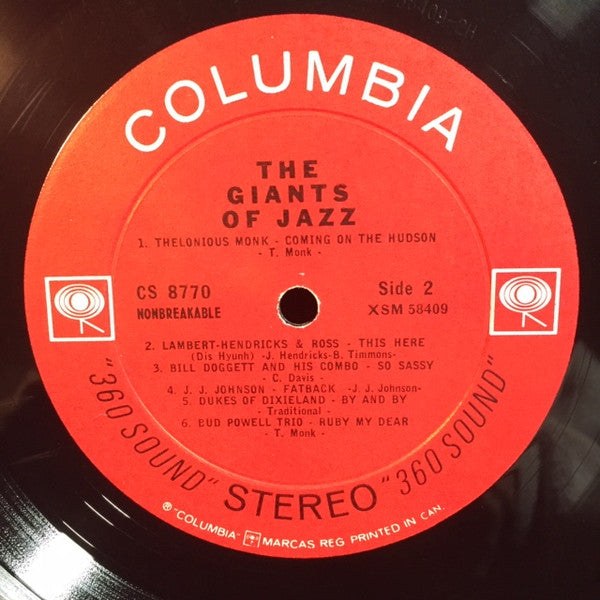 COLUMBIA
THE
GIANTS
OF JAZZ
1. THELONIOUS MONK - COMING ON THE HUDSON
- T. Monk -
CS 8770
NONBREAKABLE
Side 2
XSM 58409
2. LAMBERT-HENDRICKS & ROSS - THIS HERE
(Dis Hyunh) -J. Hendricks-B. Timmons-
3. BILL DOGGETT AND HIS COMBO - SO SASSY
- C. Davis -
4. J. J. JOHNSON - FATBACK -J. J. Johnson-
5. DUKES OF DIXIELAND - BY AND BY
- Traditional -
6. BUD POWELL TRIO - RUBY MY DEAR
- T. Monk -
"360 SOUND" STEREO "360 SOUND"
® "COLUMBIA" MARCAS REG. PRINTED IN CAN.